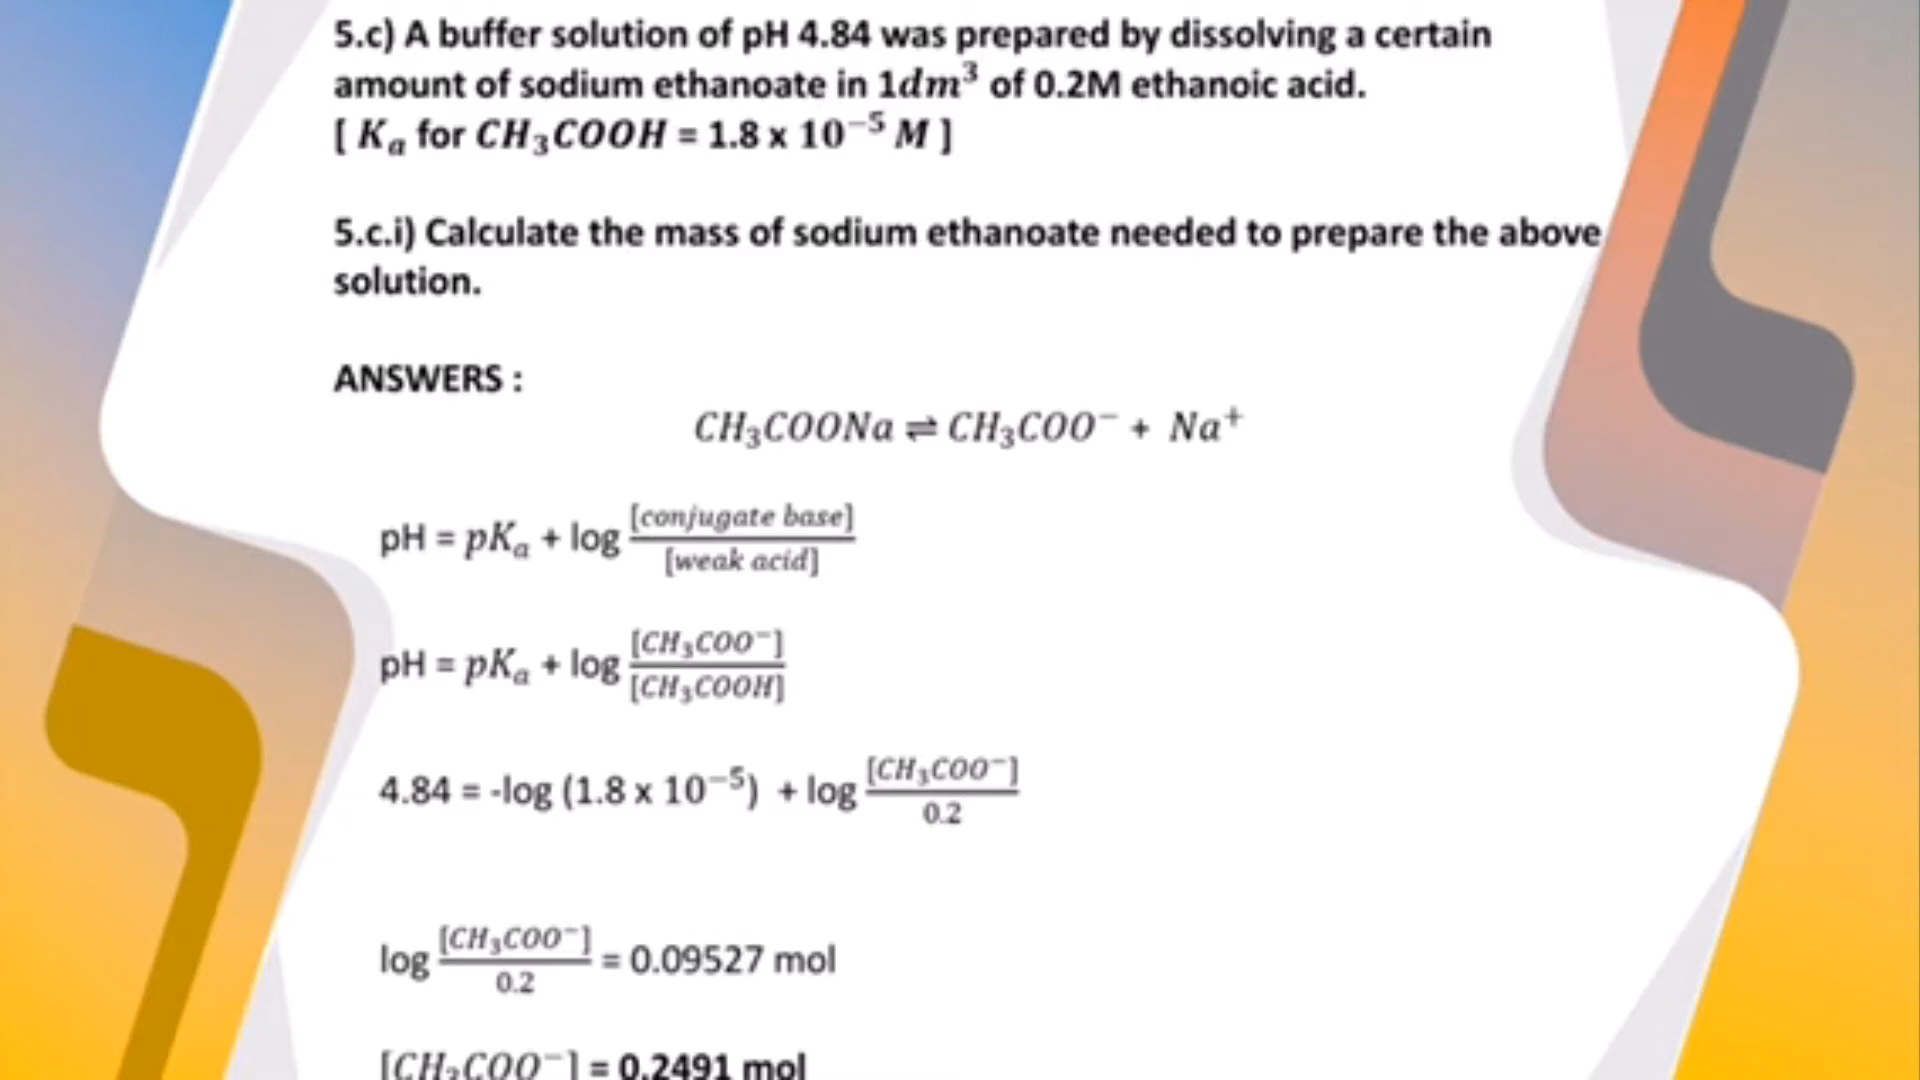 5.c) A buffer solution of pH 4.84 was prepared by dissolving a certain
amount of sodium ethanoate in 1dm³ of 0.2M ethanoic acid.
[ Kₐ for CH₃COOH = 1.8 x 10⁻⁵ M ]
5.c.i) Calculate the mass of sodium ethanoate needed to prepare the above
solution.
ANSWERS :
CH₃COONa ⇌ CH₃COO⁻ + Na⁺
pH = pKₐ + log [conjugate base] / [weak acid]
pH = pKₐ + log [CH₃COO⁻] / [CH₃COOH]
4.84 = -log (1.8 x 10⁻⁵) + log [CH₃COO⁻] / 0.2
log [CH₃COO⁻] / 0.2 = 0.09527 mol
[CH₃COO⁻] = 0.2491 mol